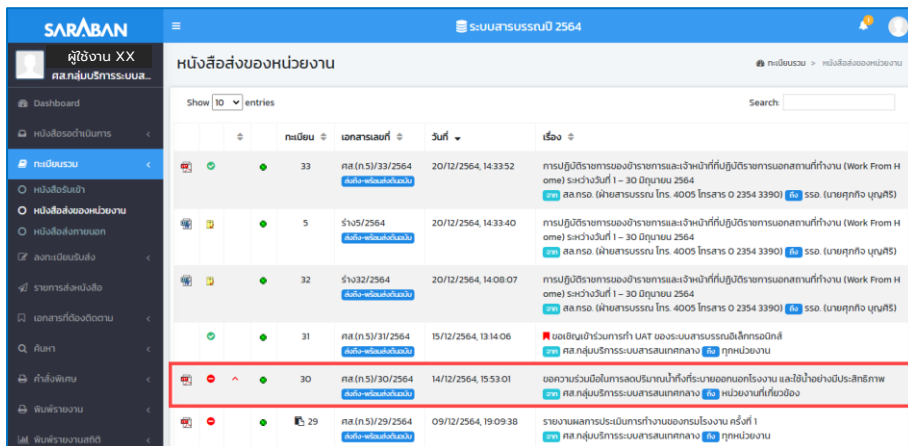 SARABAN
ระบบสารบรรณปี 2564
ผู้ใช้งาน XX
ศส.กลุ่มบริการระบบส...
หนังสือส่งของหน่วยงาน
ทะเบียนรวม > หนังสือส่งของหน่วยงาน
Dashboard
หนังสือรอดำเนินการ
ทะเบียนรวม
หนังสือรับเข้า
หนังสือส่งของหน่วยงาน
หนังสือส่งภายนอก
ลงทะเบียนรับส่ง
รายการส่งหนังสือ
เอกสารที่ต้องติดตาม
ค้นหา
คำสั่งพิเศษ
พิมพ์รายงาน
พิมพ์รายงานสถิติ
Show 10 entries
Search:
ทะเบียน เอกสารเลขที่ วันที่ เรื่อง
33 ศส.(ก.5)/33/2564 20/12/2564, 14:33:52 การปฏิบัติราชการของข้าราชการและเจ้าหน้าที่ที่ปฏิบัติราชการนอกสถานที่ทำงาน (Work From H
ส่งถึง-พร้อมส่งต้นฉบับ ome) ระหว่างวันที่ 1 – 30 มิถุนายน 2564
จาก สล.กรอ. (ฝ่ายสารบรรณ โทร. 4005 โทรสาร 0 2354 3390) ถึง รรอ. (นายศุภกิจ บุญศิริ)
5 ร่าง5/2564 20/12/2564, 14:33:40 การปฏิบัติราชการของข้าราชการและเจ้าหน้าที่ที่ปฏิบัติราชการนอกสถานที่ทำงาน (Work From H
ส่งถึง-พร้อมส่งต้นฉบับ ome) ระหว่างวันที่ 1 – 30 มิถุนายน 2564
จาก สล.กรอ. (ฝ่ายสารบรรณ โทร. 4005 โทรสาร 0 2354 3390) ถึง รรอ. (นายศุภกิจ บุญศิริ)
32 ร่าง32/2564 20/12/2564, 14:08:07 การปฏิบัติราชการของข้าราชการและเจ้าหน้าที่ที่ปฏิบัติราชการนอกสถานที่ทำงาน (Work From H
ส่งถึง-พร้อมส่งต้นฉบับ ome) ระหว่างวันที่ 1 – 30 มิถุนายน 2564
จาก สล.กรอ. (ฝ่ายสารบรรณ โทร. 4005 โทรสาร 0 2354 3390) ถึง รรอ. (นายศุภกิจ บุญศิริ)
31 ศส.(ก.5)/31/2564 15/12/2564, 13:14:06 ขอเชิญเข้าร่วมการทำ UAT ของระบบสารบรรณอิเล็กทรอนิกส์
ส่งถึง-พร้อมส่งต้นฉบับ จาก ศส.กลุ่มบริการระบบสารสนเทศกลาง ถึง ทุกหน่วยงาน
30 ศส.(ก.5)/30/2564 14/12/2564, 15:53:01 ขอความร่วมมือในการลดปริมาณน้ำทิ้งที่ระบายออกนอกโรงงาน และใช้น้ำอย่างมีประสิทธิภาพ
ส่งถึง-พร้อมส่งต้นฉบับ จาก ศส.กลุ่มบริการระบบสารสนเทศกลาง ถึง หน่วยงานที่เกี่ยวข้อง
29 ศส.(ก.5)/29/2564 09/12/2564, 19:09:38 รายงานผลการประเมินการทำงานของกรมโรงงาน ครั้งที่ 1
ส่งถึง-พร้อมส่งต้นฉบับ จาก ศส.กลุ่มบริการระบบสารสนเทศกลาง ถึง ทุกหน่วยงาน